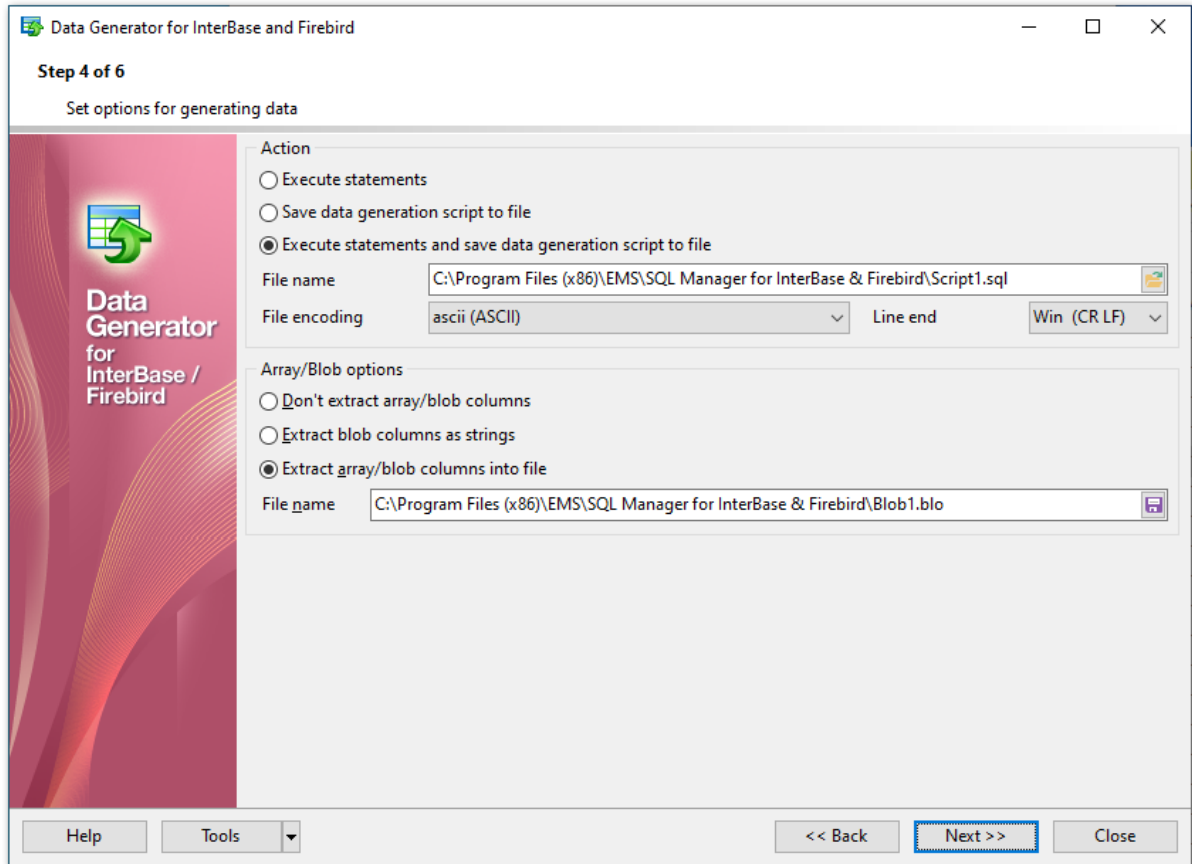 Data Generator for InterBase and Firebird
Step 4 of 6
Set options for generating data
Data
Generator
for
InterBase /
Firebird
Action
Execute statements
Save data generation script to file
Execute statements and save data generation script to file
File name C:\Program Files (x86)\EMS\SQL Manager for InterBase & Firebird\Script1.sql
File encoding ascii (ASCII) Line end Win (CR LF)
Array/Blob options
Don't extract array/blob columns
Extract blob columns as strings
Extract array/blob columns into file
File name C:\Program Files (x86)\EMS\SQL Manager for InterBase & Firebird\Blob1.blo
Help Tools << Back Next >> Close